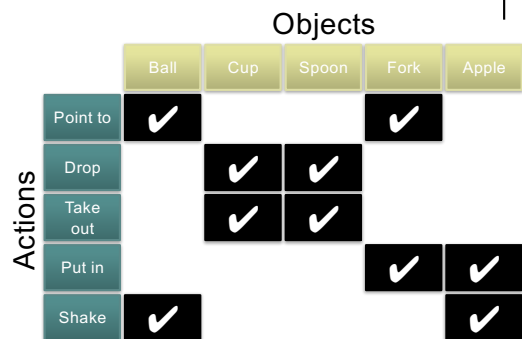 Objects
Ball Cup Spoon Fork Apple
Actions
Point to ✔ ✔
Drop ✔ ✔
Take
out ✔ ✔
Put in ✔ ✔
Shake ✔ ✔